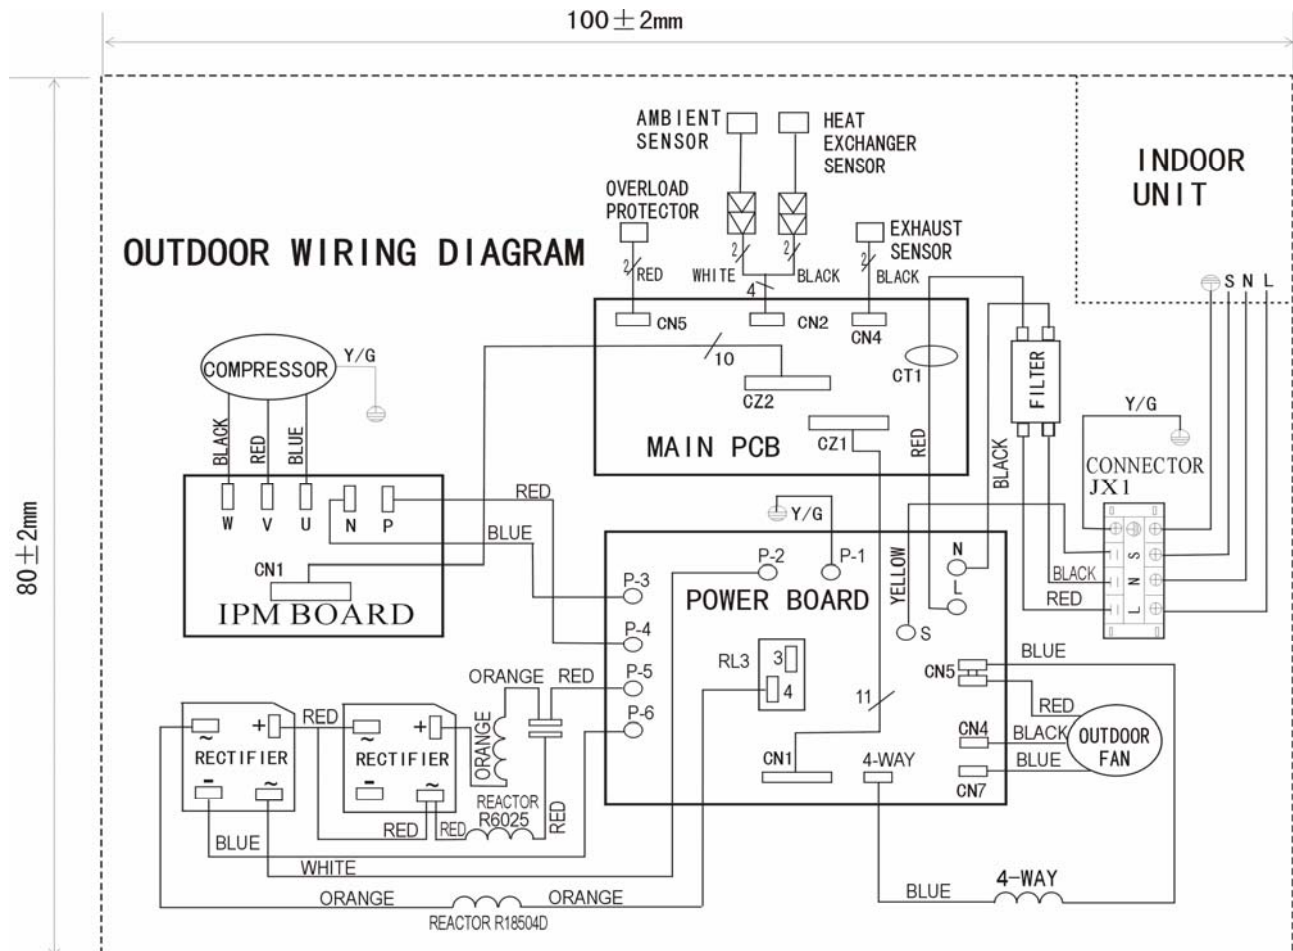 100±2mm
80±2mm
AMBIENT
SENSOR
HEAT
EXCHANGER
SENSOR
INDOOR
UNIT
OVERLOAD
PROTECTOR
EXHAUST
SENSOR
OUTDOOR WIRING DIAGRAM
2
RED
2
2
WHITE
BLACK
4
2
BLACK
S N L
CN5
CN2
CN4
COMPRESSOR
Y/G
10
CT1
FILTER
CZ2
Y/G
BLACK
RED
BLUE
MAIN PCB
CZ1
RED
BLACK
CONNECTOR
JX1
RED
W
V
U
N
P
BLUE
Y/G
CN1
IPM BOARD
P-2
P-1
N
S
YELLOW
P-3
POWER BOARD
L
BLACK
N
RED
L
P-4
S
RL3
3
4
BLUE
ORANGE
RED
P-5
CN5
11
RED
P-6
~
+
RED
~
+
RECTIFIER
RECTIFIER
ORANGE
CN4
BLACK
OUTDOOR
FAN
CN1
4-WAY
BLUE
CN7
-
~
-
~
REACTOR
R6025
RED
RED
RED
BLUE
WHITE
4-WAY
ORANGE
ORANGE
BLUE
REACTOR R18504D